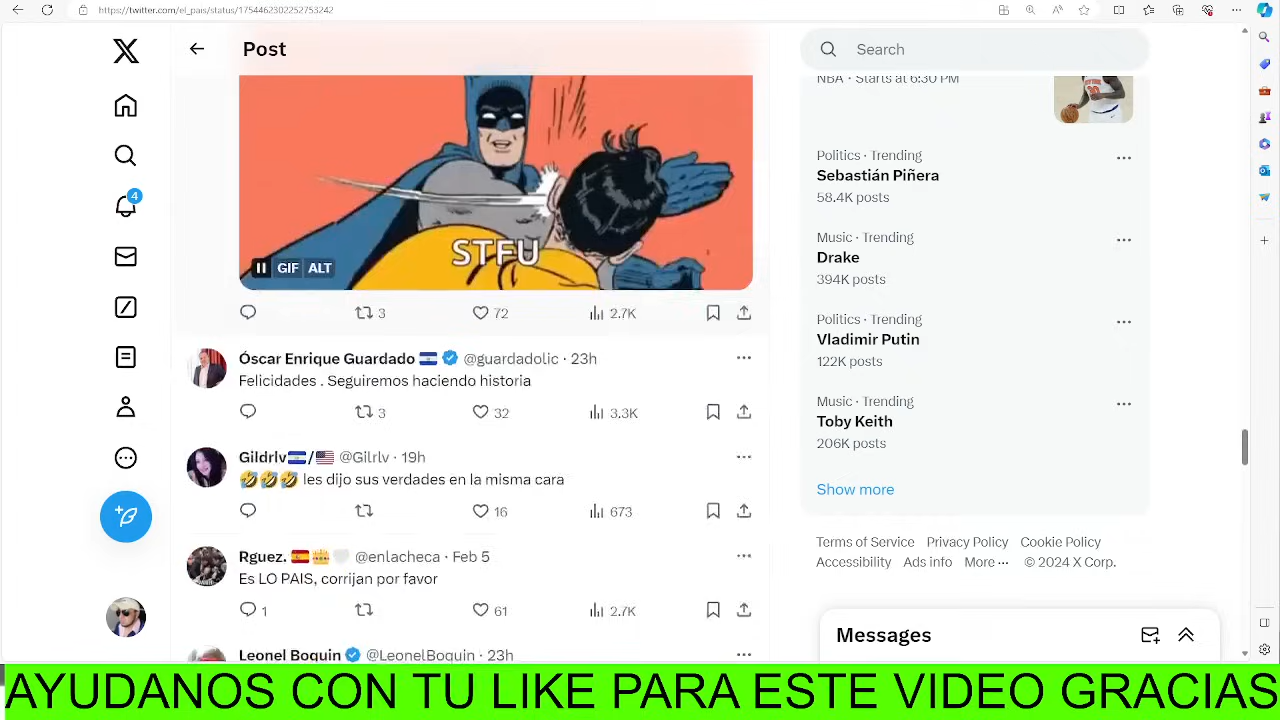 https://twitter.com/el_pais/status/1754462302252753242
Post
STFU
GIF ALT
3 72 2.7K
Óscar Enrique Guardado @guardadolic · 23h
Felicidades . Seguiremos haciendo historia
3 32 3.3K
Gildrlv 🇸🇻/🇺🇸 @Gilrlv · 19h
🤣🤣🤣 les dijo sus verdades en la misma cara
16 673
Rguez. @enlacheca · Feb 5
Es LO PAIS, corrijan por favor
1 61 2.7K
Leonel Boquin @LeonelBoquin · 23h
4
Search
NBA · Starts at 6:30 PM
Politics · Trending
Sebastián Piñera
58.4K posts
Music · Trending
Drake
394K posts
Politics · Trending
Vladimir Putin
122K posts
Music · Trending
Toby Keith
206K posts
Show more
Terms of Service Privacy Policy Cookie Policy
Accessibility Ads info More ··· © 2024 X Corp.
Messages
AYUDANOS CON TU LIKE PARA ESTE VIDEO GRACIAS